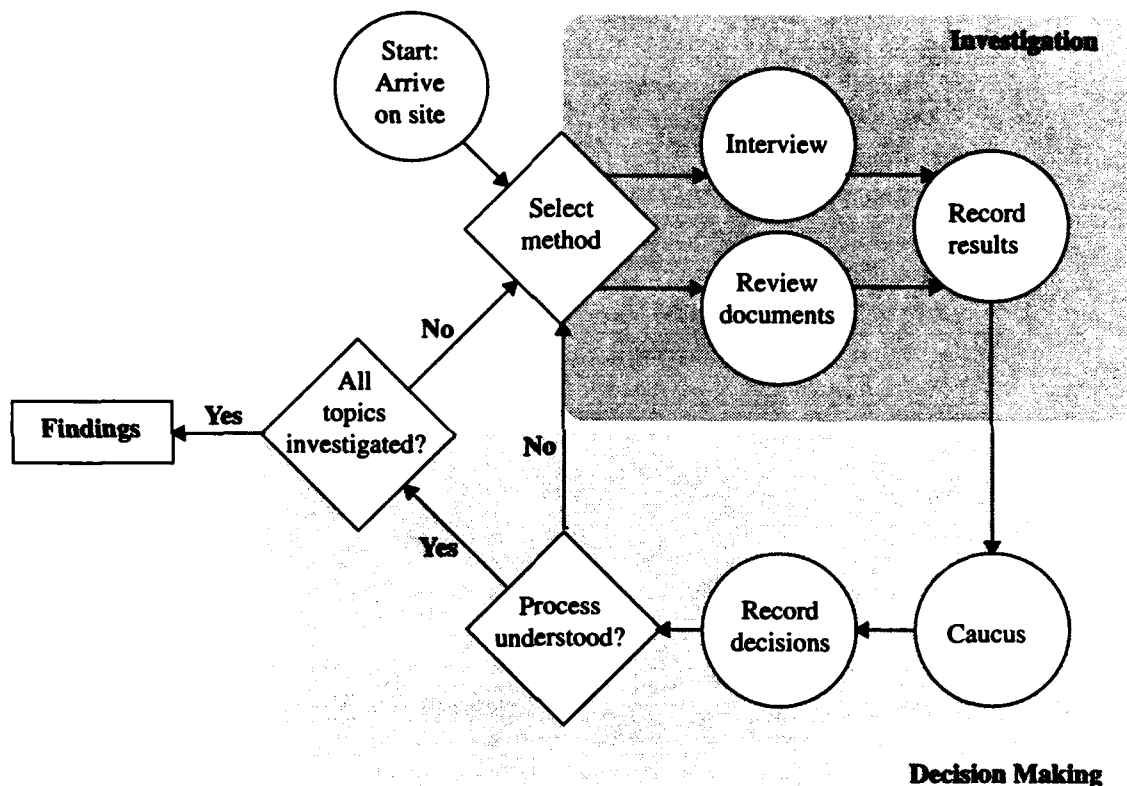 Start:
Arrive
on site
Investigation
Interview
Select
method
Record
results
Review
documents
No
All
topics
investigated?
Yes
Findings
No
Yes
Process
understood?
Record
decisions
Caucus
Decision Making